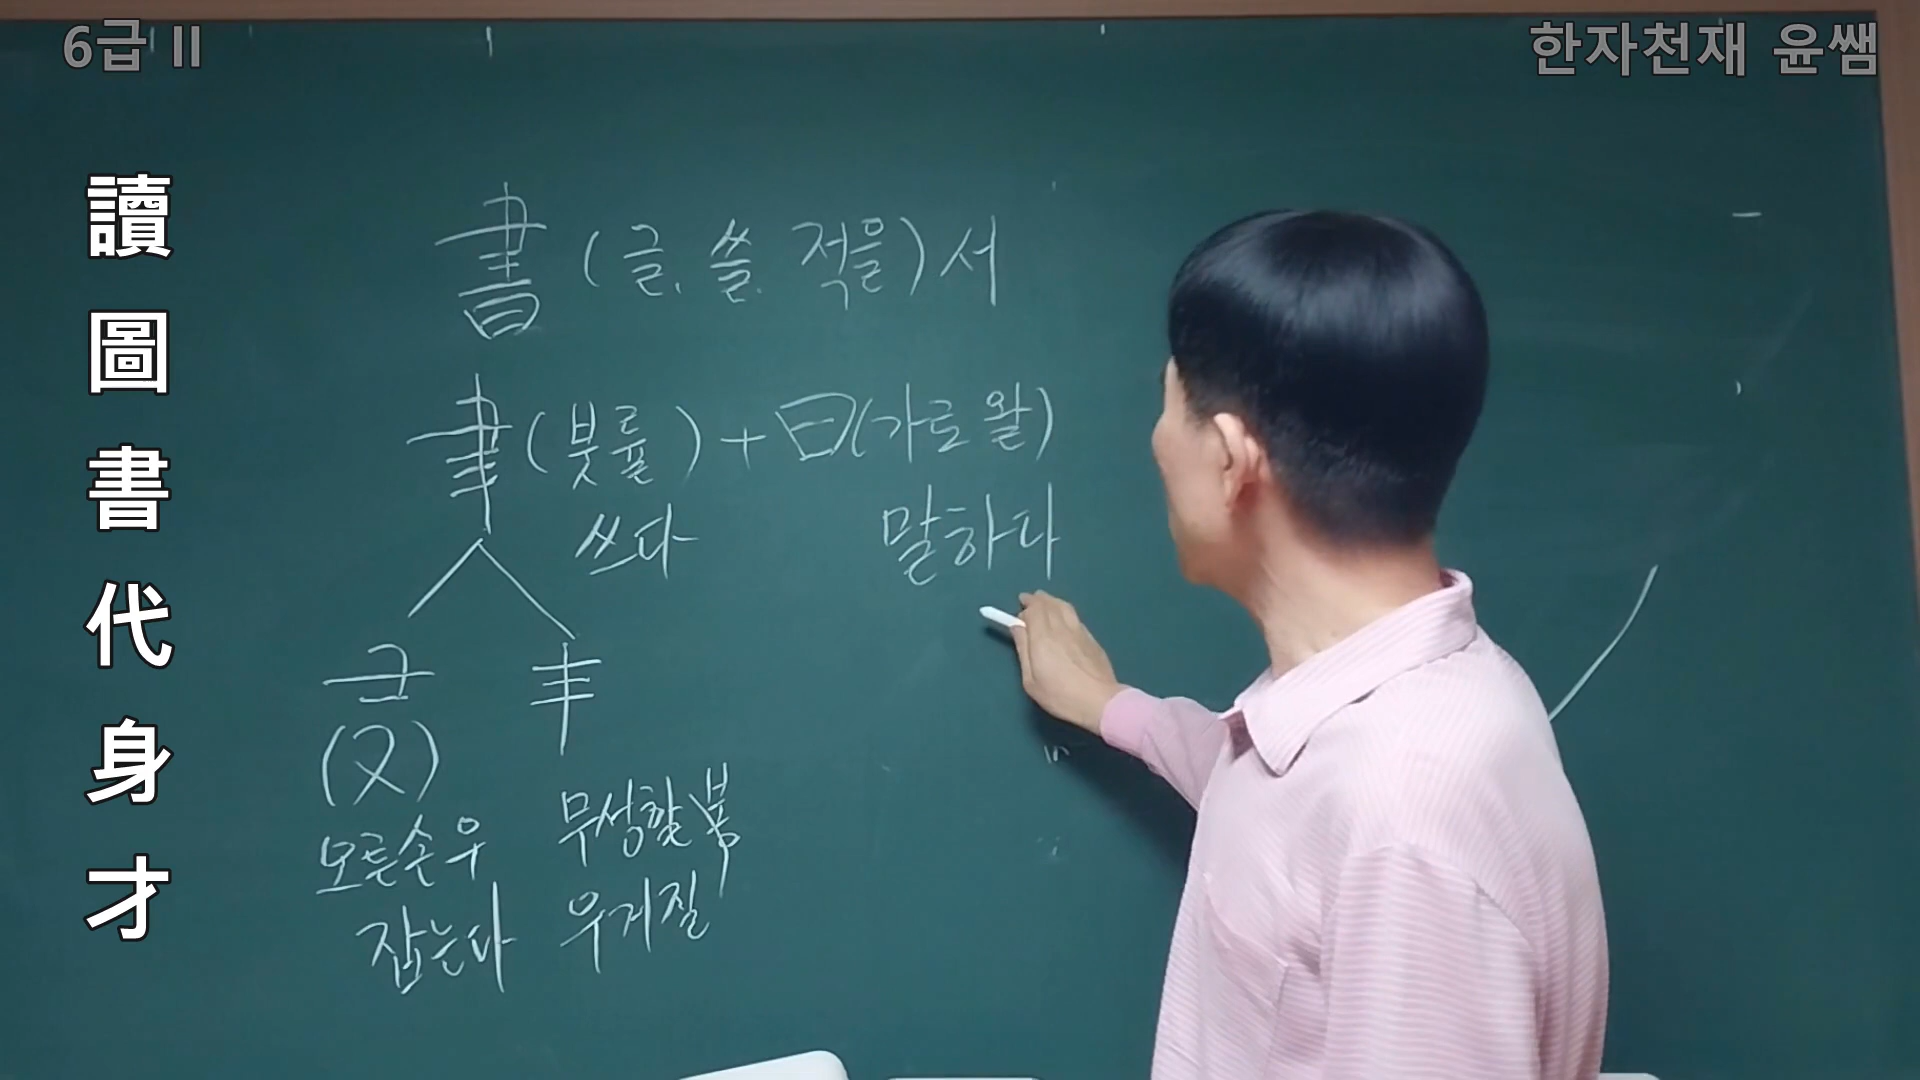 6급 II
한자천재 윤쌤
讀
圖
書
代
身
才
書 (글, 쓸, 적을) 서
聿 (붓 률) + 曰 (가로 왈)
쓰다 말하다
⺕ 丰
(又)
오른손 우 무성할 봉
잡는다 우거질